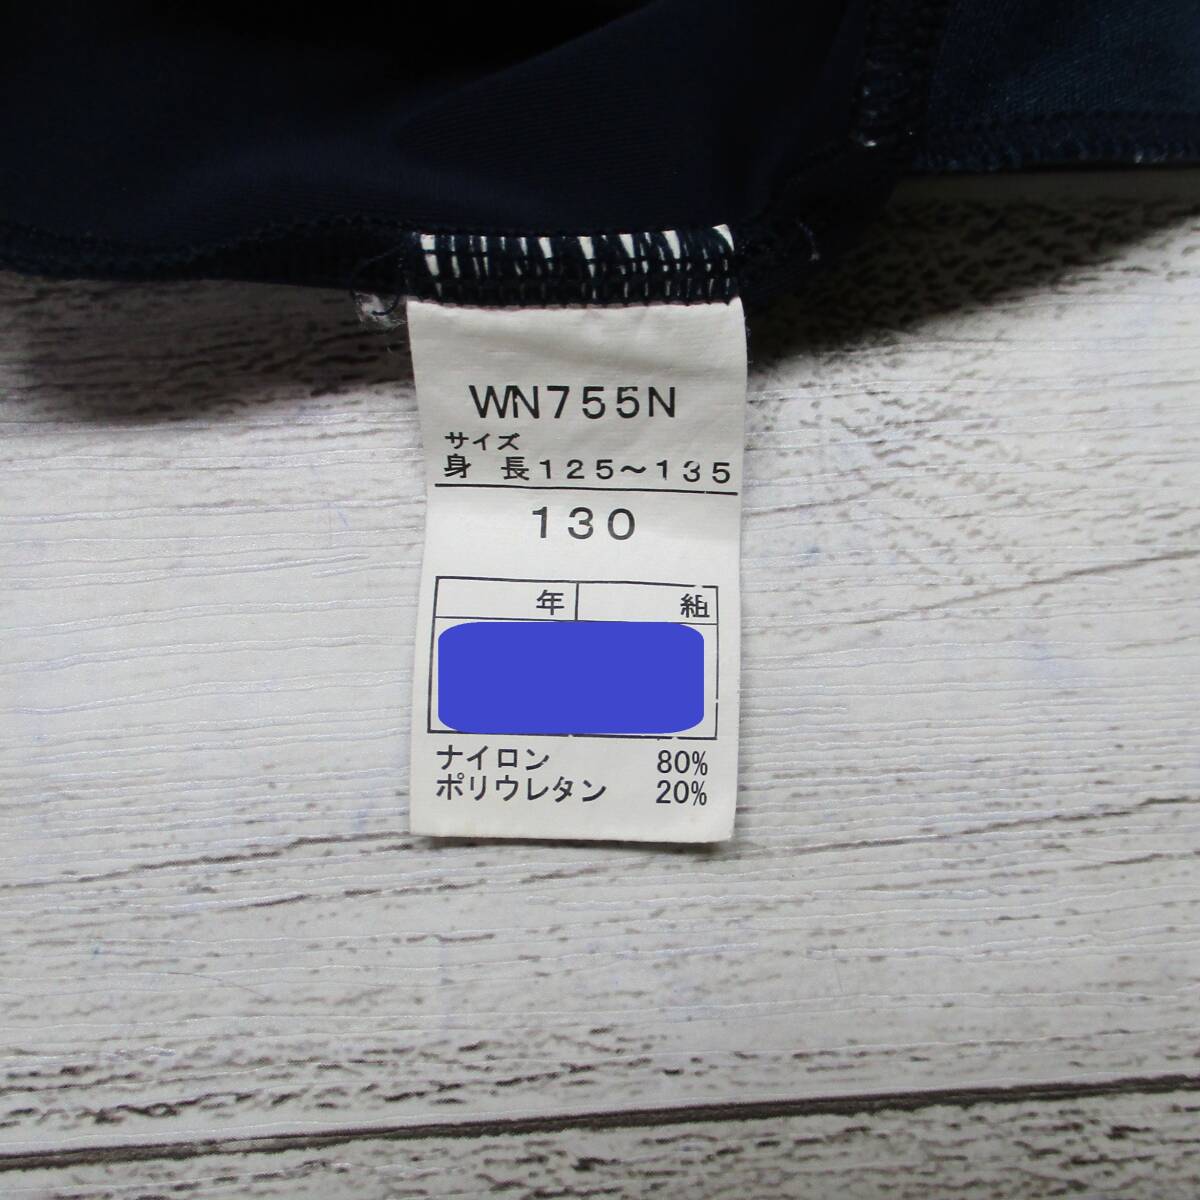 WN755N
サイズ
身 長125~135
130
年 組
ナイロン 80%
ポリウレタン 20%